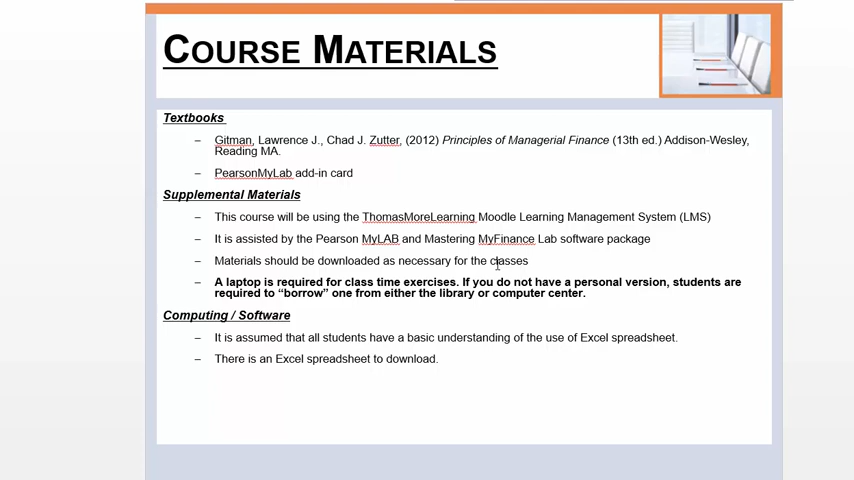 COURSE MATERIALS
Textbooks
– Gitman, Lawrence J., Chad J. Zutter, (2012) Principles of Managerial Finance (13th ed.) Addison-Wesley,
Reading MA.
– PearsonMyLab add-in card
Supplemental Materials
– This course will be using the ThomasMoreLearning Moodle Learning Management System (LMS)
– It is assisted by the Pearson MyLAB and Mastering MyFinance Lab software package
– Materials should be downloaded as necessary for the classes
– A laptop is required for class time exercises. If you do not have a personal version, students are
required to “borrow” one from either the library or computer center.
Computing / Software
– It is assumed that all students have a basic understanding of the use of Excel spreadsheet.
– There is an Excel spreadsheet to download.